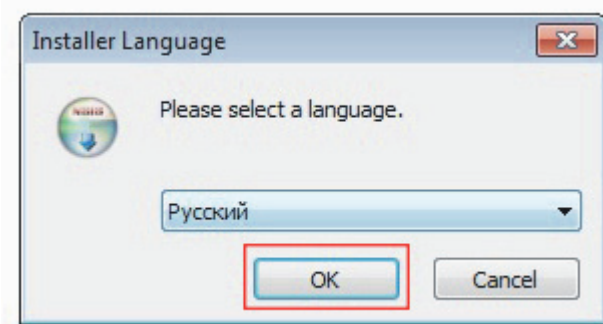 Installer Language
Please select a language.
Русский
OK
Cancel